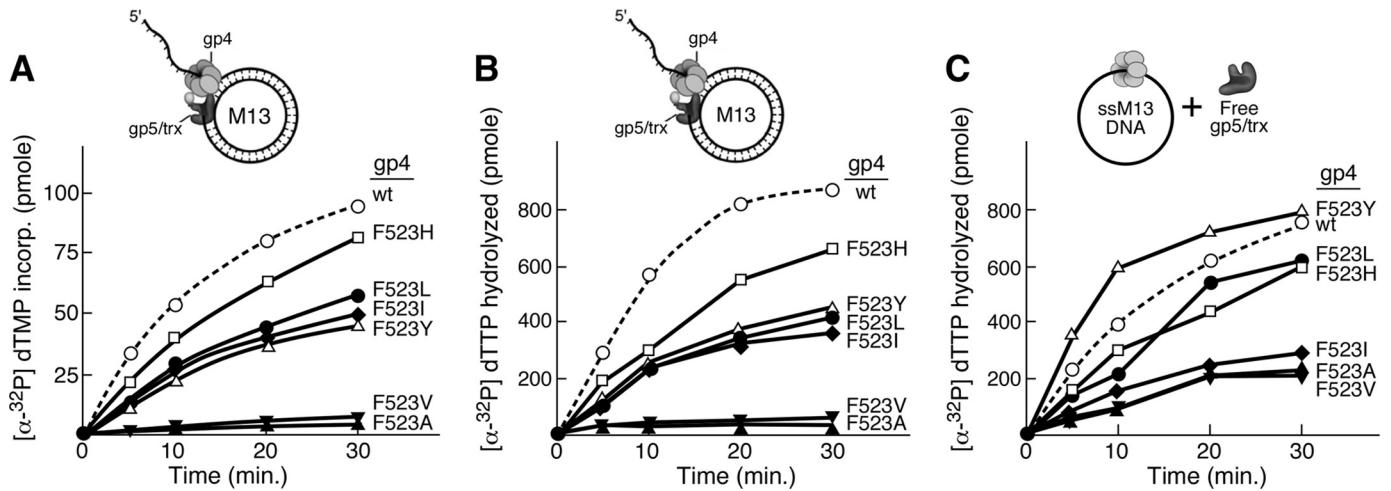 A
5'
gp4
gp5/trx
M13
[α-³²P] dTMP incorp. (pmole)
100
75
50
25
0
10
20
30
Time (min.)
gp4
wt
F523H
F523L
F523I
F523Y
F523V
F523A
B
5'
gp4
gp5/trx
M13
[α-³²P] dTTP hydrolyzed (pmole)
800
600
400
200
0
10
20
30
Time (min.)
gp4
wt
F523H
F523Y
F523L
F523I
F523V
F523A
C
ssM13
DNA
+
Free
gp5/trx
[α-³²P] dTTP hydrolyzed (pmole)
800
600
400
200
0
10
20
30
Time (min.)
gp4
F523Y
wt
F523L
F523H
F523I
F523A
F523V